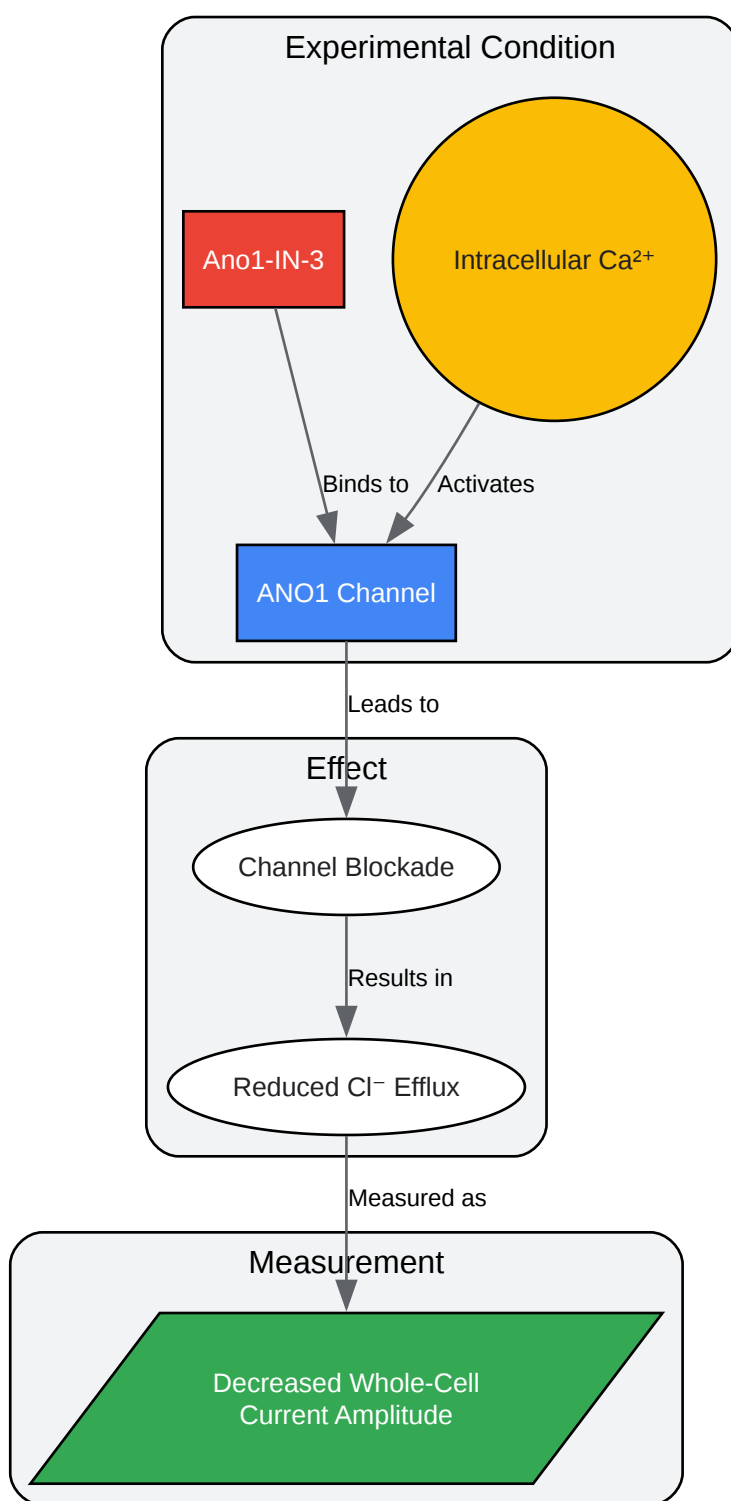 Experimental Condition
Ano1-IN-3
Intracellular Ca²⁺
Binds to
Activates
ANO1 Channel
Leads to
Effect
Channel Blockade
Results in
Reduced Cl⁻ Efflux
Measured as
Measurement
Decreased Whole-Cell
Current Amplitude